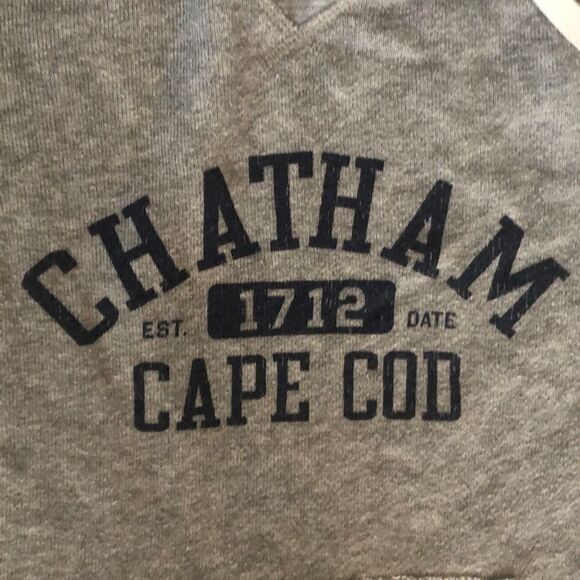 CHATHAM
EST. 1712 DATE
CAPE COD